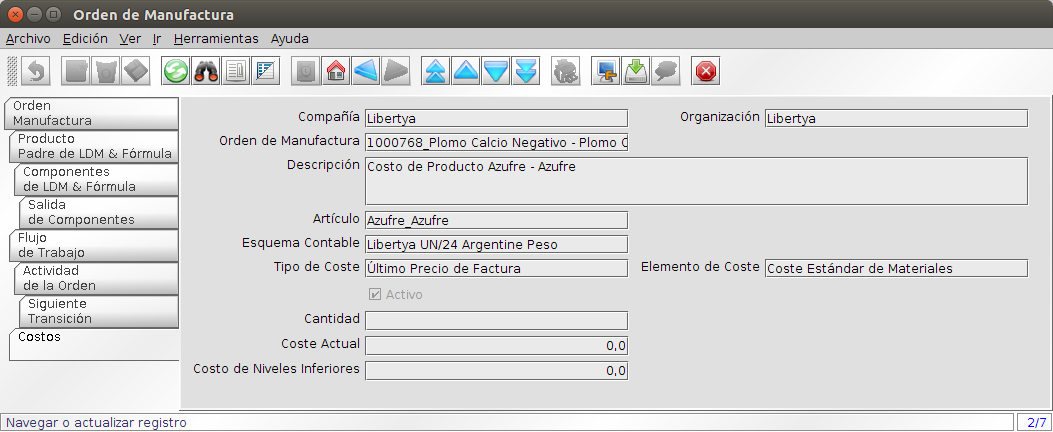 Orden de Manufactura
Archivo Edición Ver Ir Herramientas Ayuda
Orden
Manufactura
Producto
Padre de LDM & Fórmula
Componentes
de LDM & Fórmula
Salida
de Componentes
Flujo
de Trabajo
Actividad
de la Orden
Siguiente
Transición
Costos
Compañía Libertya Organización Libertya
Orden de Manufactura 1000768_Plomo Calcio Negativo - Plomo C
Descripción Costo de Producto Azufre - Azufre
Artículo Azufre_Azufre
Esquema Contable Libertya UN/24 Argentine Peso
Tipo de Coste Último Precio de Factura Elemento de Coste Coste Estándar de Materiales
Activo
Cantidad
Coste Actual 0,0
Costo de Niveles Inferiores 0,0
Navegar o actualizar registro 2/7